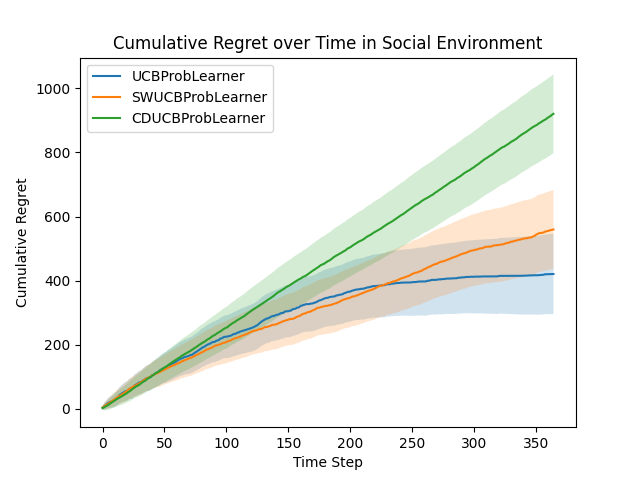 Cumulative Regret over Time in Social Environment
UCBProbLearner
SWUCBProbLearner
CDUCBProbLearner
Cumulative Regret
1000
800
600
400
200
0
0 50 100 150 200 250 300 350
Time Step